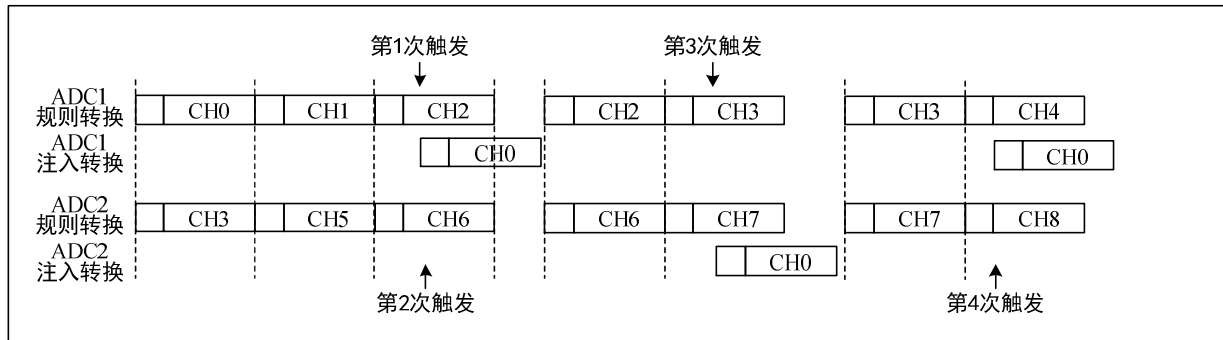 第1次触发 第3次触发
ADC1
规则转换 CH0 CH1 CH2 CH2 CH3 CH3 CH4
ADC1
注入转换 CH0 CH0
ADC2
规则转换 CH3 CH5 CH6 CH6 CH7 CH7 CH8
ADC2
注入转换 CH0
第2次触发 第4次触发